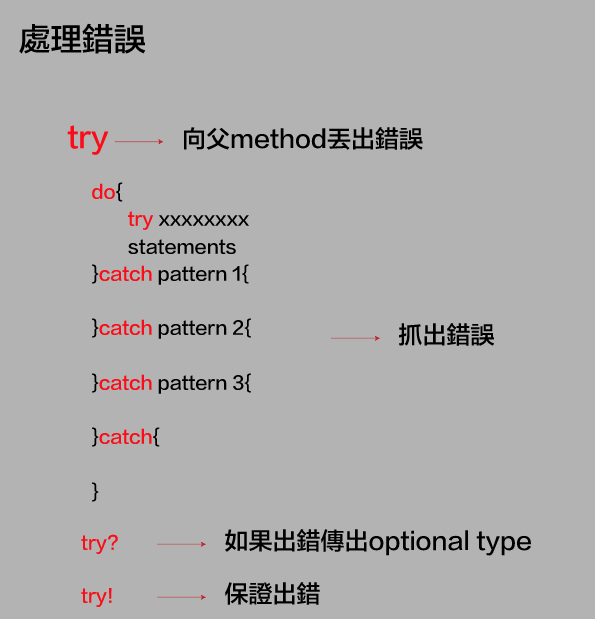 處理錯誤
try 向父method丟出錯誤
do{
try xxxxxxxx
statements
}catch pattern 1{
}catch pattern 2{
抓出錯誤
}catch pattern 3{
}catch{
}
try? 如果出錯傳出optional type
try! 保證出錯